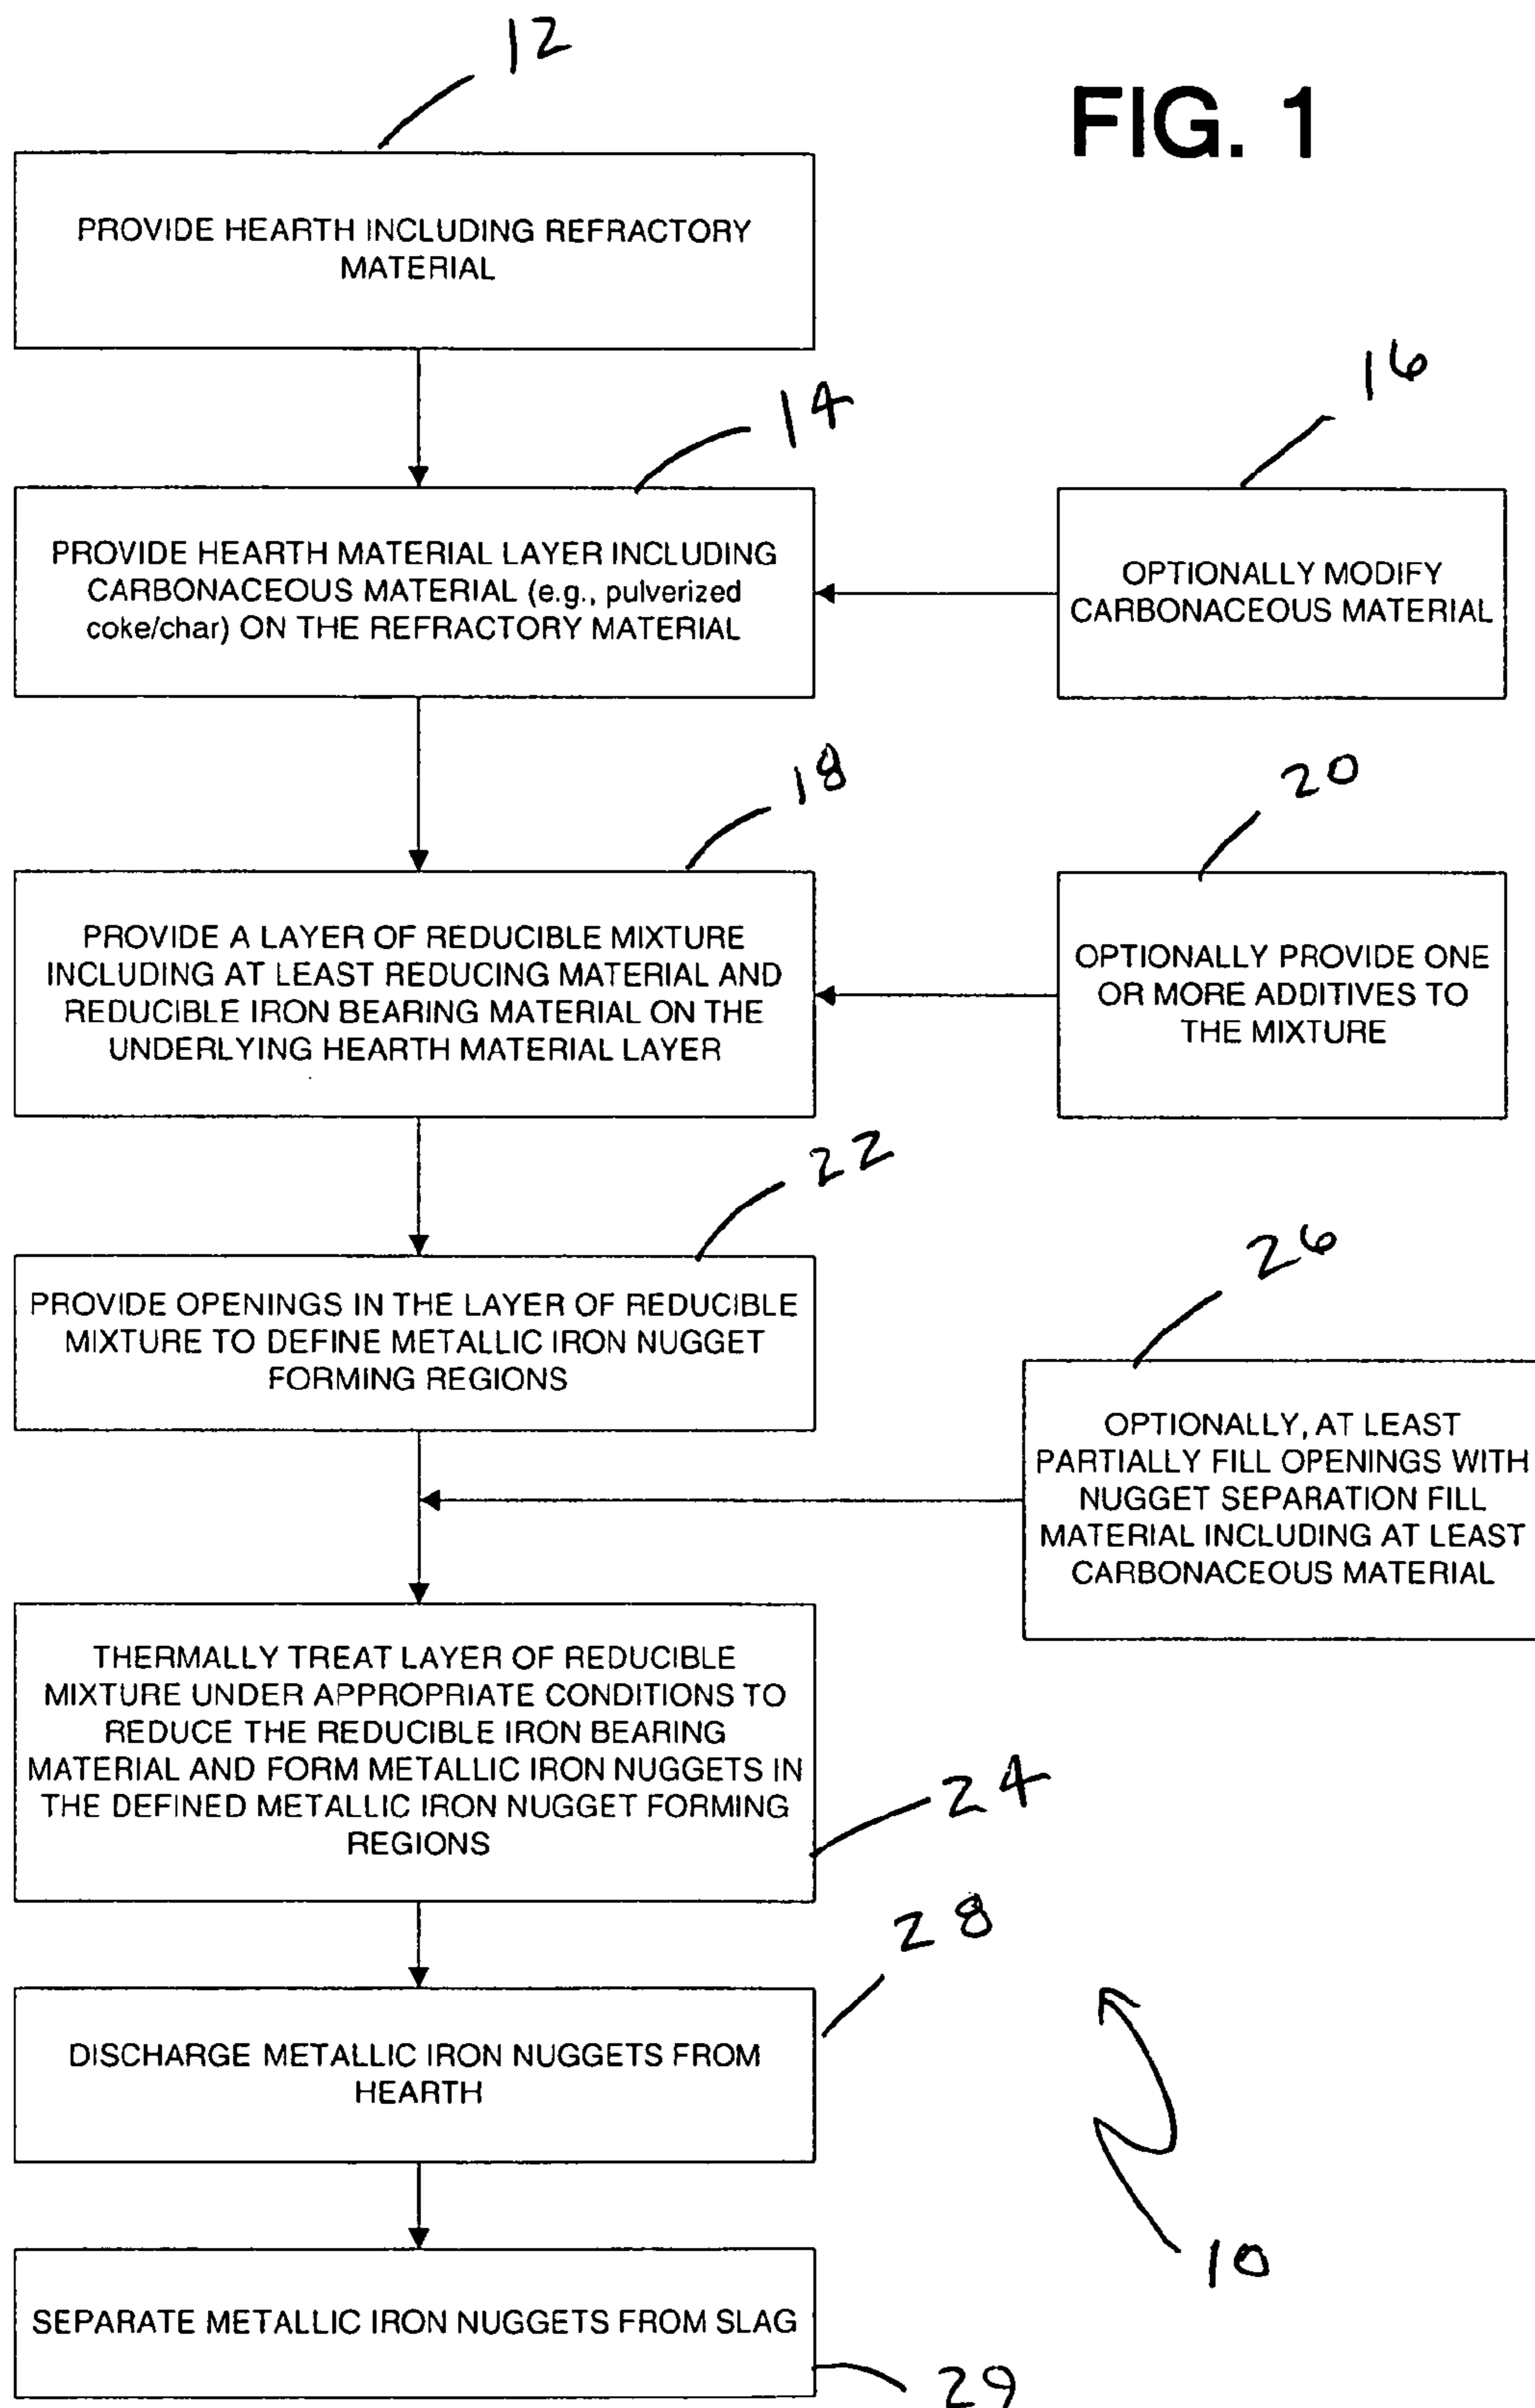 12
FIG. 1
PROVIDE HEARTH INCLUDING REFRACTORY
MATERIAL
14
16
PROVIDE HEARTH MATERIAL LAYER INCLUDING
CARBONACEOUS MATERIAL (e.g., pulverized
coke/char) ON THE REFRACTORY MATERIAL
OPTIONALLY MODIFY
CARBONACEOUS MATERIAL
18
20
PROVIDE A LAYER OF REDUCIBLE MIXTURE
INCLUDING AT LEAST REDUCING MATERIAL AND
REDUCIBLE IRON BEARING MATERIAL ON THE
UNDERLYING HEARTH MATERIAL LAYER
OPTIONALLY PROVIDE ONE
OR MORE ADDITIVES TO
THE MIXTURE
22
PROVIDE OPENINGS IN THE LAYER OF REDUCIBLE
MIXTURE TO DEFINE METALLIC IRON NUGGET
FORMING REGIONS
26
OPTIONALLY, AT LEAST
PARTIALLY FILL OPENINGS WITH
NUGGET SEPARATION FILL
MATERIAL INCLUDING AT LEAST
CARBONACEOUS MATERIAL
THERMALLY TREAT LAYER OF REDUCIBLE
MIXTURE UNDER APPROPRIATE CONDITIONS TO
REDUCE THE REDUCIBLE IRON BEARING
MATERIAL AND FORM METALLIC IRON NUGGETS IN
THE DEFINED METALLIC IRON NUGGET FORMING
REGIONS
24
28
DISCHARGE METALLIC IRON NUGGETS FROM
HEARTH
10
SEPARATE METALLIC IRON NUGGETS FROM SLAG
29